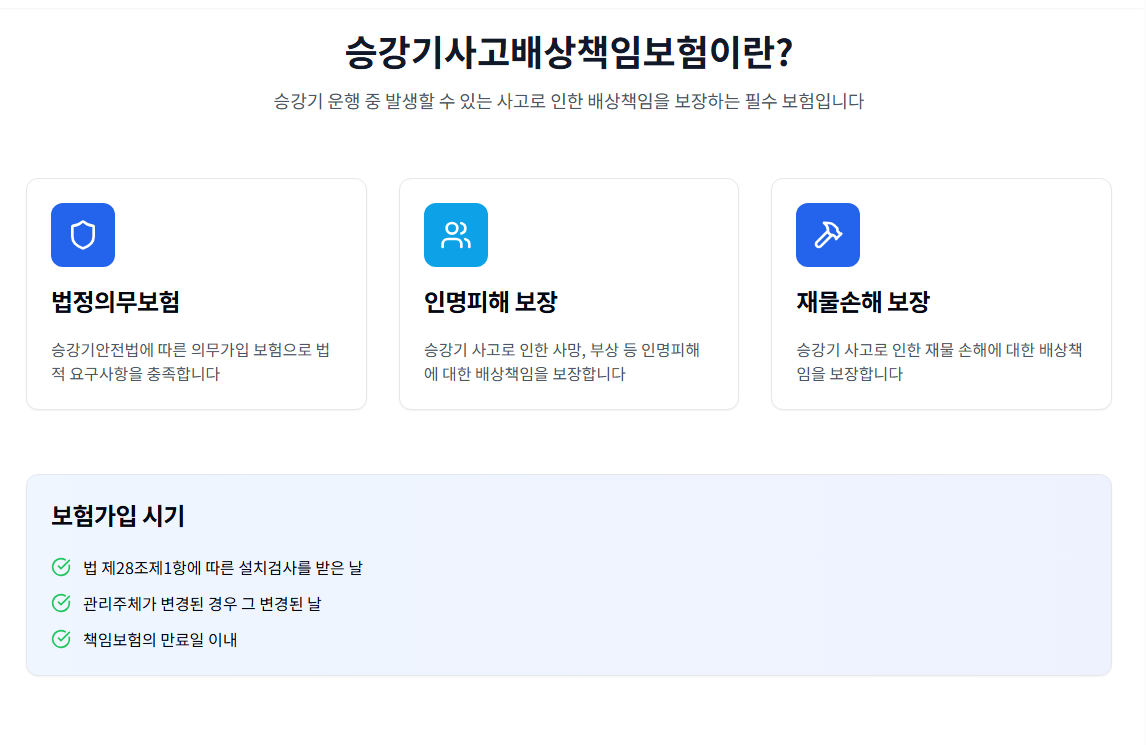 승강기사고배상책임보험이란?
승강기 운행 중 발생할 수 있는 사고로 인한 배상책임을 보장하는 필수 보험입니다
법정의무보험
승강기안전법에 따른 의무가입 보험으로 법
적 요구사항을 충족합니다
인명피해 보장
승강기 사고로 인한 사망, 부상 등 인명피해
에 대한 배상책임을 보장합니다
재물손해 보장
승강기 사고로 인한 재물 손해에 대한 배상책
임을 보장합니다
보험가입 시기
법 제28조제1항에 따른 설치검사를 받은 날
관리주체가 변경된 경우 그 변경된 날
책임보험의 만료일 이내